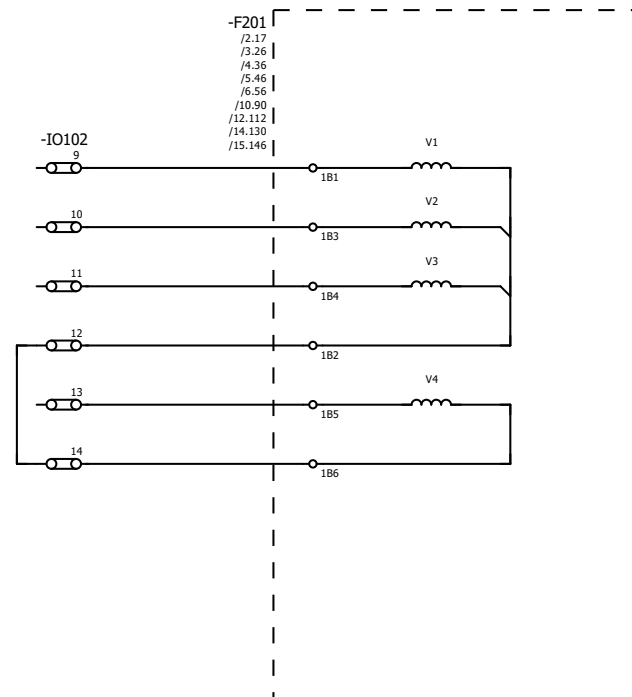 -F201
/2.17
/3.26
/4.36
/5.46
/6.56
/10.90
/12.112
/14.130
/15.146
-IO102
9
1B1
V1
10
1B3
V2
11
1B4
V3
12
1B2
13
1B5
V4
14
1B6